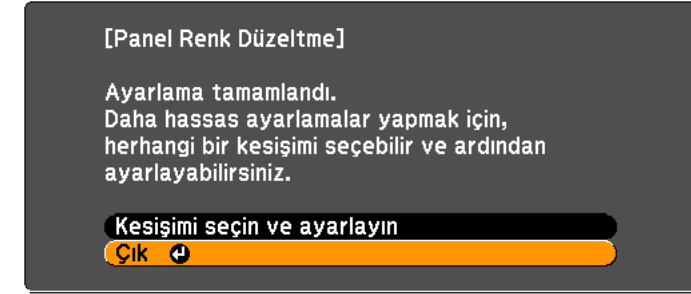 [Panel Renk Düzeltme]
Ayarlama tamamlandı.
Daha hassas ayarlamalar yapmak için,
herhangi bir kesişimi seçebilir ve ardından
ayarlayabilirsiniz.
Kesişimi seçin ve ayarlayın
Çık